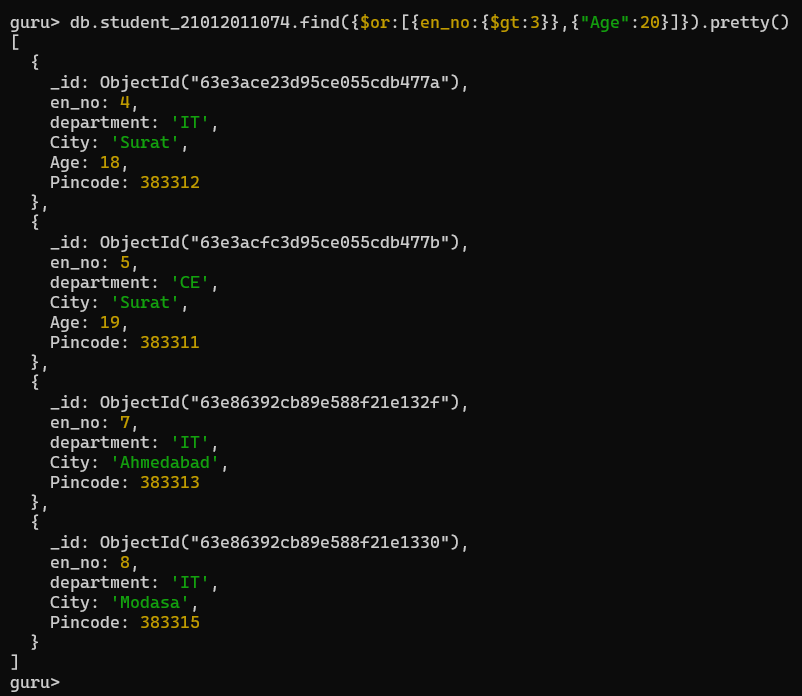 guru> db.student_21012011074.find({$or:[{en_no:{$gt:3}},{"Age":20}]}).pretty()
[
  {
    _id: ObjectId("63e3ace23d95ce055cdb477a"),
    en_no: 4,
    department: 'IT',
    City: 'Surat',
    Age: 18,
    Pincode: 383312
  },
  {
    _id: ObjectId("63e3acfc3d95ce055cdb477b"),
    en_no: 5,
    department: 'CE',
    City: 'Surat',
    Age: 19,
    Pincode: 383311
  },
  {
    _id: ObjectId("63e86392cb89e588f21e132f"),
    en_no: 7,
    department: 'IT',
    City: 'Ahmedabad',
    Pincode: 383313
  },
  {
    _id: ObjectId("63e86392cb89e588f21e1330"),
    en_no: 8,
    department: 'IT',
    City: 'Modasa',
    Pincode: 383315
  }
]
guru>